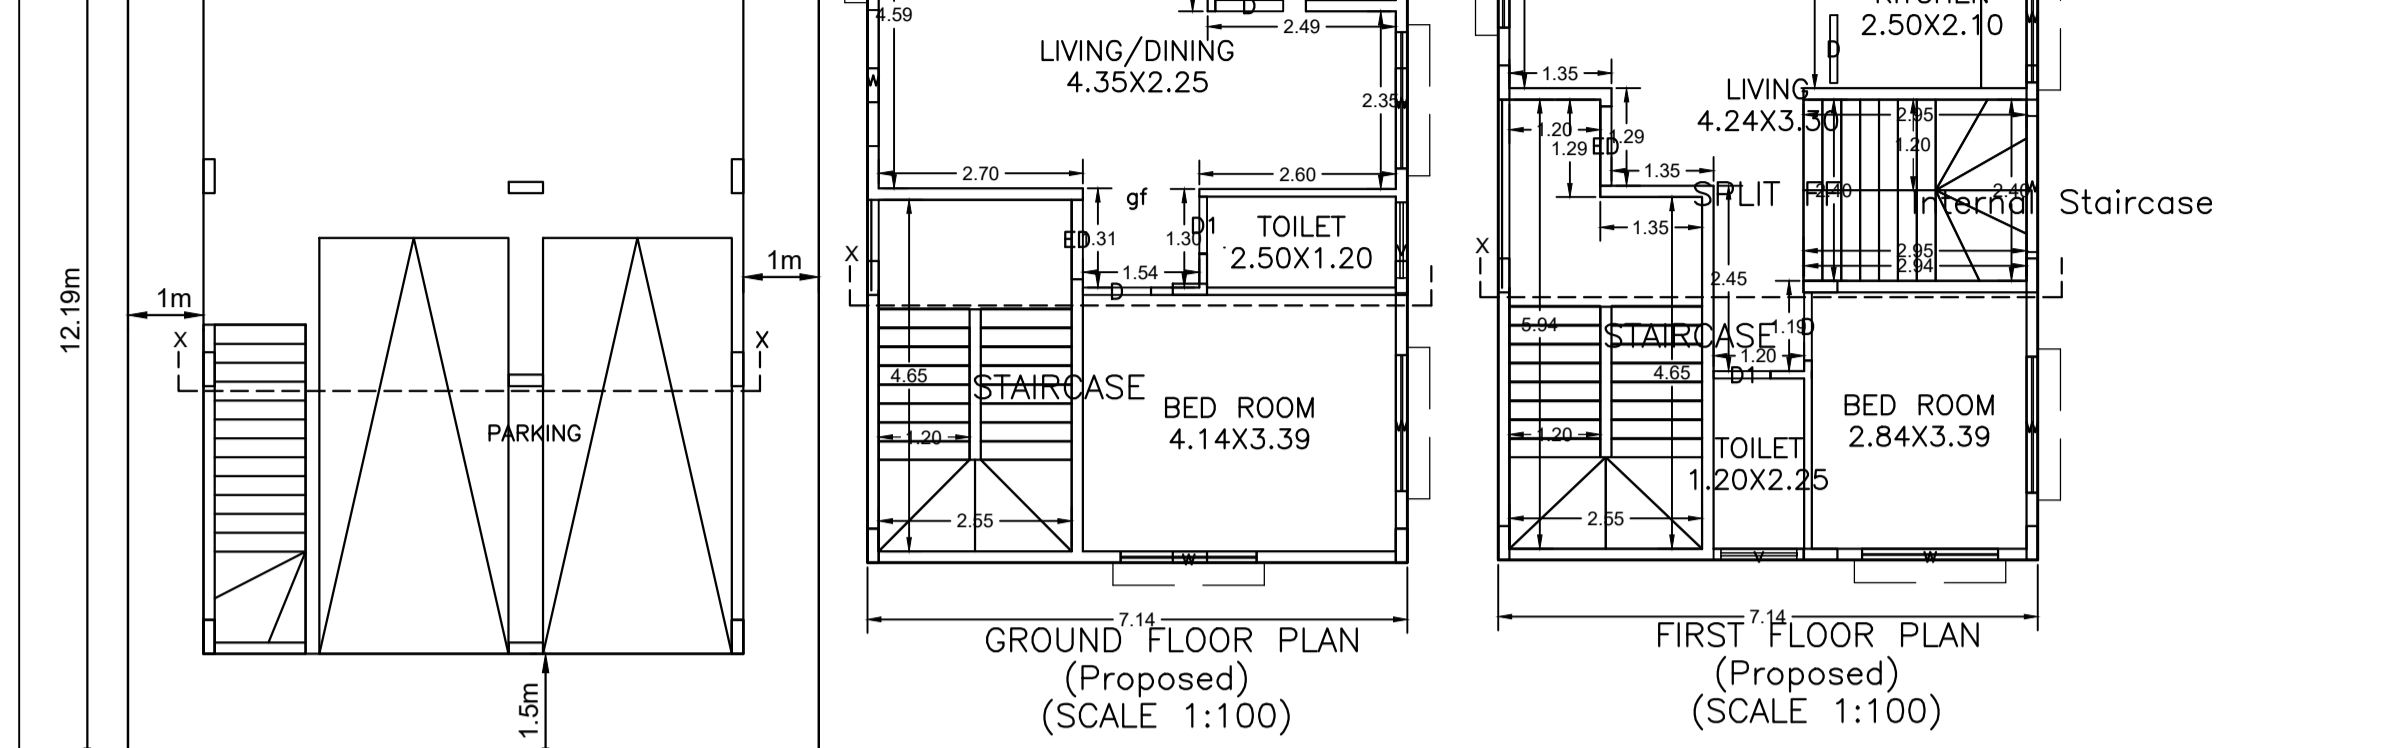 12.19m
1m
1m
X
X
PARKING
1.5m
4.59
D
2.49
LIVING/DINING
4.35X2.25
W
2.35
W
2.70
2.60
gf
ED
1.31
1.30
D1
TOILET
2.50X1.20
V
X
1.54
D
4.65
STAIRCASE
BED ROOM
4.14X3.39
W
1.20
2.55
W
7.14
GROUND FLOOR PLAN
(Proposed)
(SCALE 1:100)
KITCHEN
2.50X2.10
W
D
1.35
LIVING
4.24X3.30
2.95
1.20
1.29
ED
1.29
1.20
1.35
SPLIT FF
2.40
2.40
W
Internal Staircase
1.35
X
2.95
2.94
2.45
5.94
STAIRCASE
1.19
D
1.20
4.65
D1
BED ROOM
2.84X3.39
W
1.20
TOILET
1.20X2.25
2.55
V
W
7.14
FIRST FLOOR PLAN
(Proposed)
(SCALE 1:100)